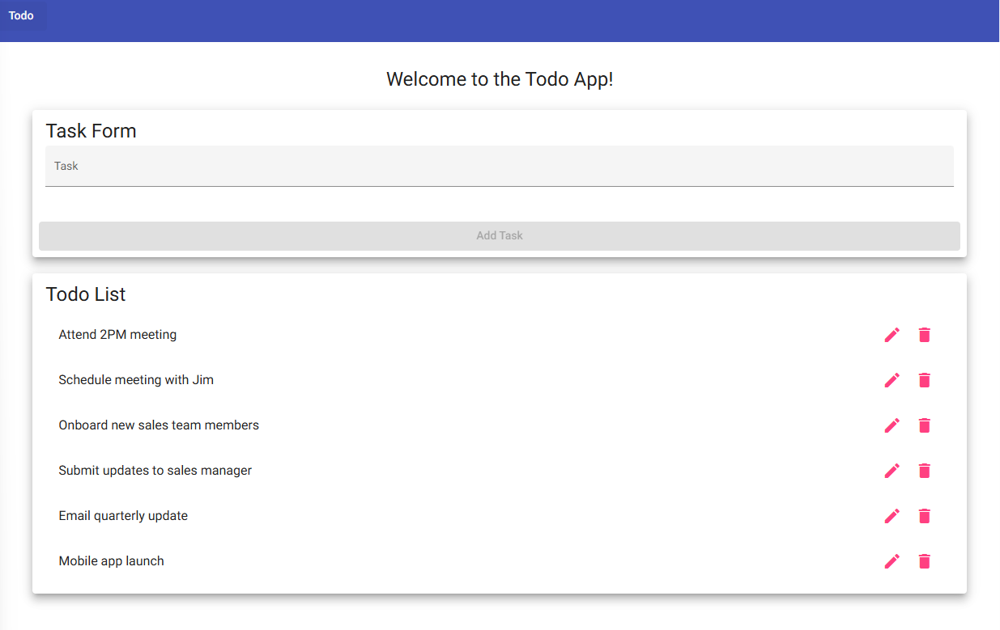 Todo
Welcome to the Todo App!
Task Form
Task
Add Task
Todo List
Attend 2PM meeting
Schedule meeting with Jim
Onboard new sales team members
Submit updates to sales manager
Email quarterly update
Mobile app launch